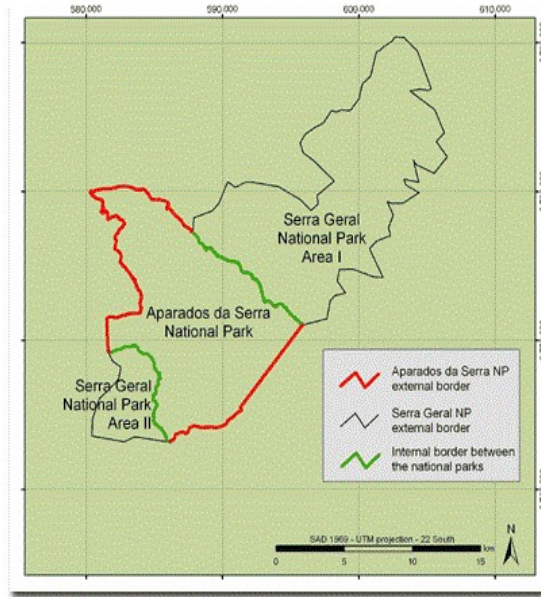 580,000 590,000 600,000 610,000
Serra Geral
National Park
Area I
Aparados da Serra
National Park
Serra Geral
National Park
Area II
Aparados da Serra NP
external border
Serra Geral NP
external border
Internal border between
the national parks
SAD 1969 - UTM projection - 22 South
km
0 5 10 15
N